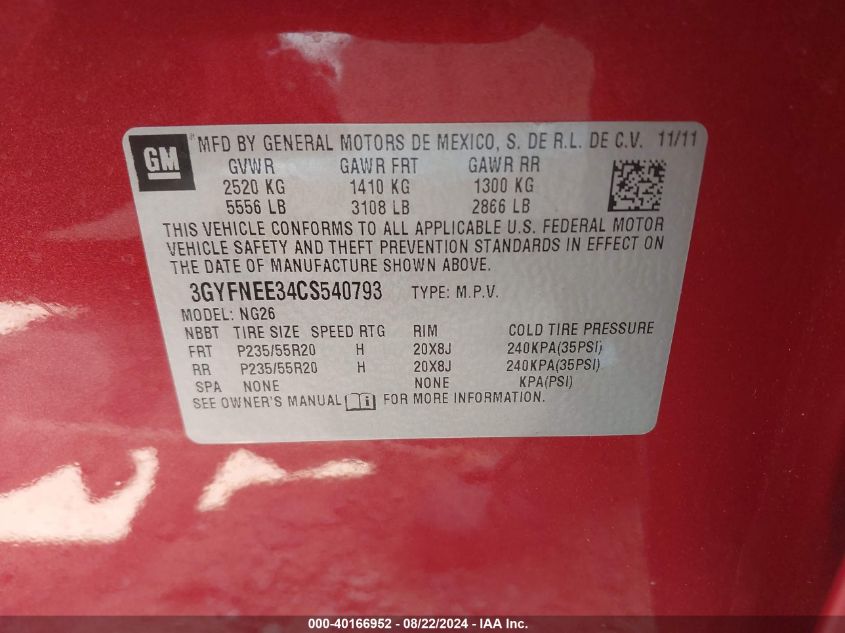 GM
MFD BY GENERAL MOTORS DE MEXICO, S. DE R.L. DE C.V. 11/11
GVWR GAWR FRT GAWR RR
2520 KG 1410 KG 1300 KG
5556 LB 3108 LB 2866 LB
THIS VEHICLE CONFORMS TO ALL APPLICABLE U.S. FEDERAL MOTOR
VEHICLE SAFETY AND THEFT PREVENTION STANDARDS IN EFFECT ON
THE DATE OF MANUFACTURE SHOWN ABOVE.
3GYFNEE34CS540793 TYPE: M.P.V.
MODEL: NG26
NBBT TIRE SIZE SPEED RTG RIM COLD TIRE PRESSURE
FRT P235/55R20 H 20X8J 240KPA(35PSI)
RR P235/55R20 H 20X8J 240KPA(35PSI)
SPA NONE NONE KPA(PSI)
SEE OWNER'S MANUAL i FOR MORE INFORMATION.
000-40166952 - 08/22/2024 - IAA Inc.